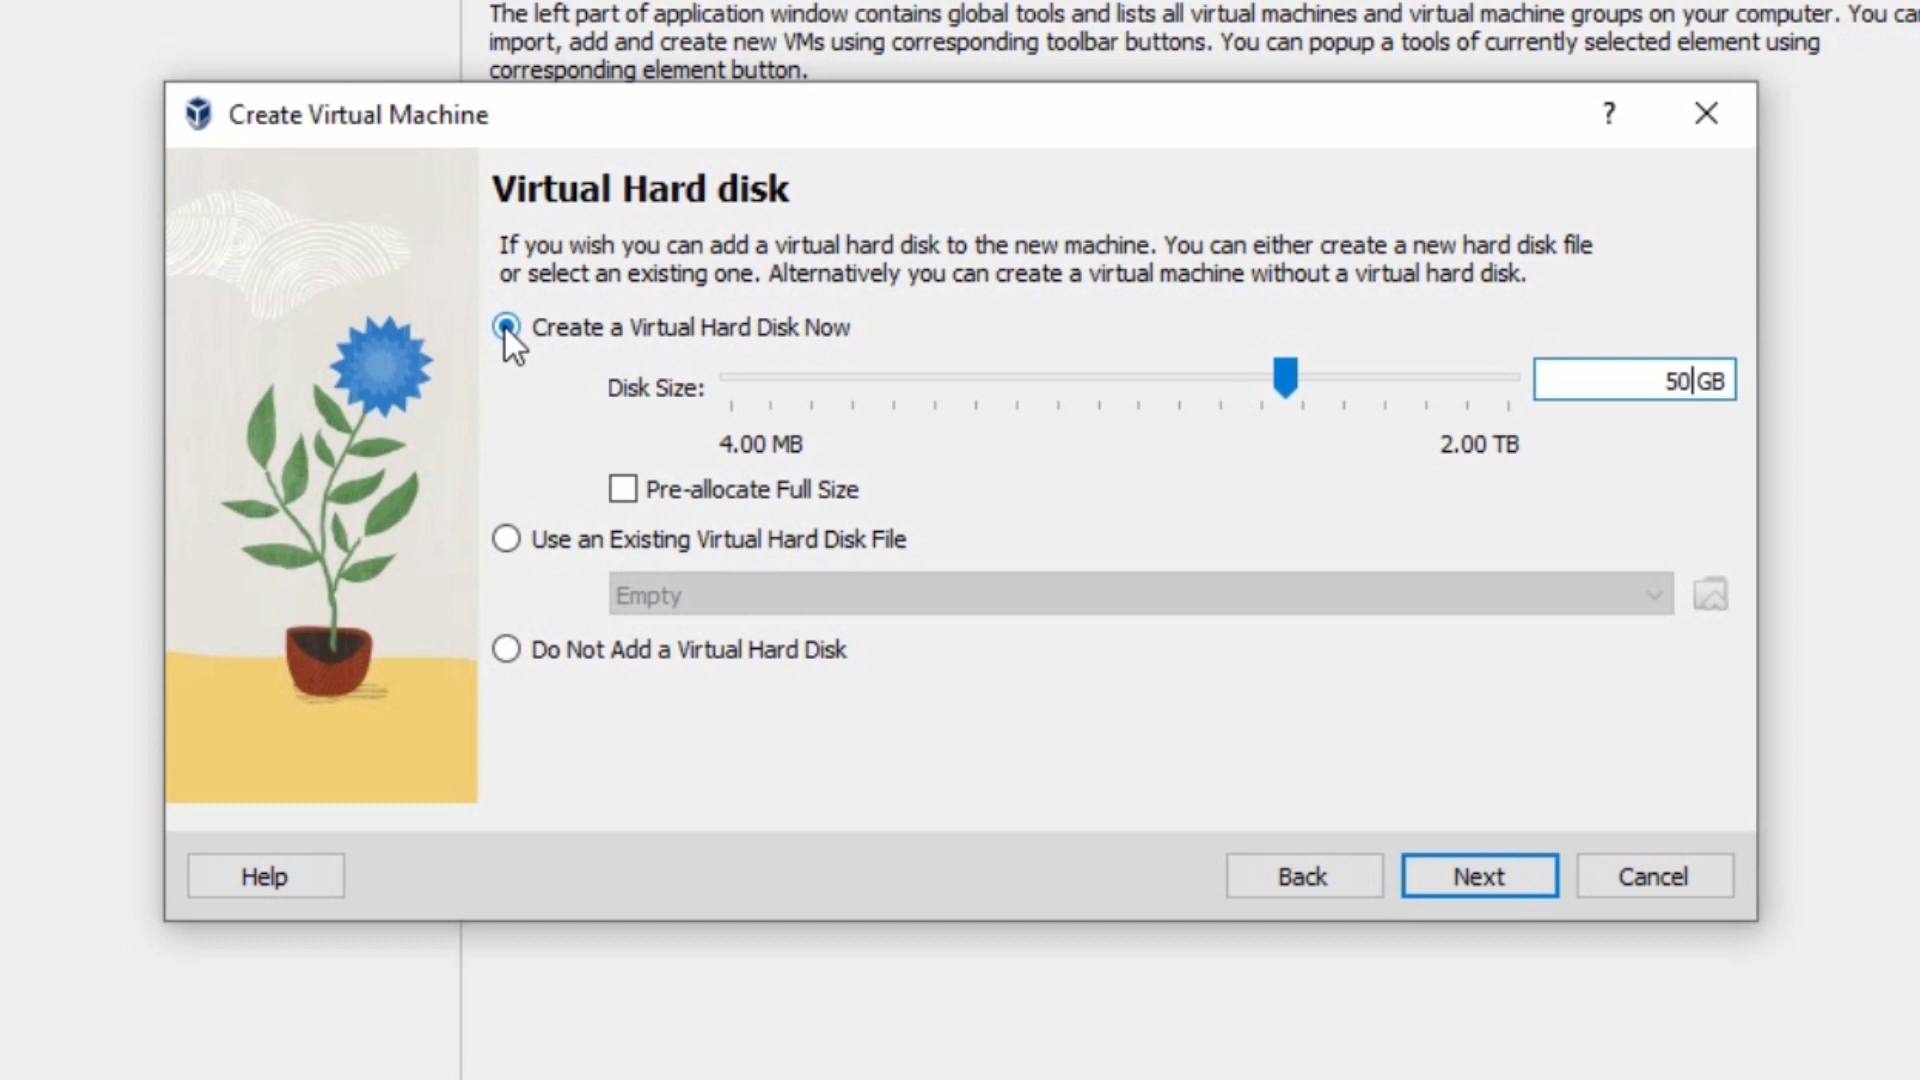 The left part of application window contains global tools and lists all virtual machines and virtual machine groups on your computer. You
import, add and create new VMs using corresponding toolbar buttons. You can popup a tools of currently selected element using
corresponding element button.
Create Virtual Machine
?
Virtual Hard disk
If you wish you can add a virtual hard disk to the new machine. You can either create a new hard disk file
or select an existing one. Alternatively you can create a virtual machine without a virtual hard disk.
Create a Virtual Hard Disk Now
Disk Size:
50 GB
4.00 MB
2.00 TB
Pre-allocate Full Size
Use an Existing Virtual Hard Disk File
Empty
Do Not Add a Virtual Hard Disk
Help
Back
Next
Cancel